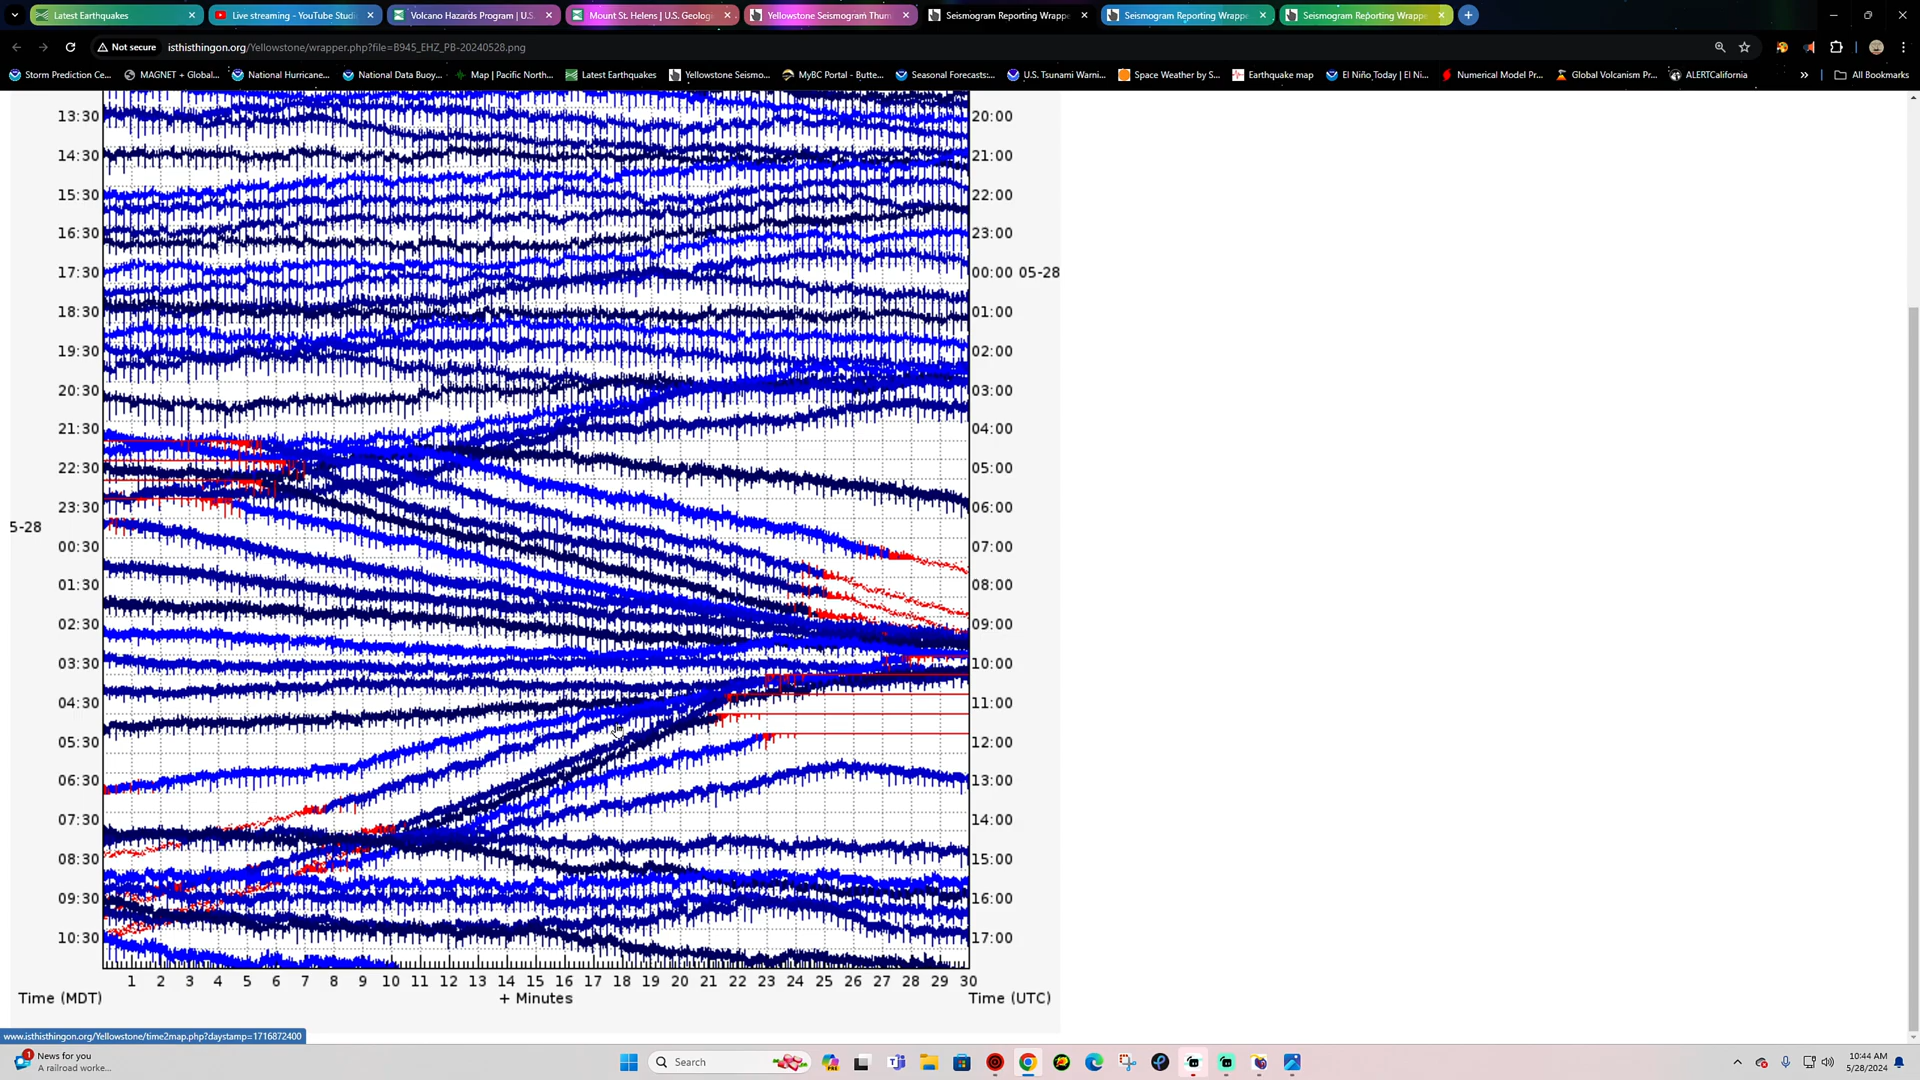 Latest Earthquakes
Live streaming - YouTube Studi
Volcano Hazards Program | U.S.
Mount St. Helens | U.S. Geologi
Yellowstone Seismogram Thum
Seismogram Reporting Wrappe
Seismogram Reporting Wrappe
Seismogram Reporting Wrappe
Not secure
isthisthingon.org/Yellowstone/wrapper.php?file=B945_EHZ_PB-20240528.png
Storm Prediction Ce...
MAGNET + Global...
National Hurricane...
National Data Buoy...
Map | Pacific North...
Latest Earthquakes
Yellowstone Seismo...
MyBC Portal - Butte...
Seasonal Forecasts:...
U.S. Tsunami Warni...
Space Weather by S...
Earthquake map
El Niño Today | El Ni...
Numerical Model Pr...
Global Volcanism Pr...
ALERTCalifornia
All Bookmarks
13:30 20:00
14:30 21:00
15:30 22:00
16:30 23:00
17:30 00:00 05-28
18:30 01:00
19:30 02:00
20:30 03:00
21:30 04:00
22:30 05:00
23:30 06:00
5-28
00:30 07:00
01:30 08:00
02:30 09:00
03:30 10:00
04:30 11:00
05:30 12:00
06:30 13:00
07:30 14:00
08:30 15:00
09:30 16:00
10:30 17:00
1 2 3 4 5 6 7 8 9 10 11 12 13 14 15 16 17 18 19 20 21 22 23 24 25 26 27 28 29 30
Time (MDT) + Minutes Time (UTC)
www.isthisthingon.org/Yellowstone/time2map.php?daystamp=1716872400
1
News for you
A railroad worke...
Search
10:44 AM
5/28/2024